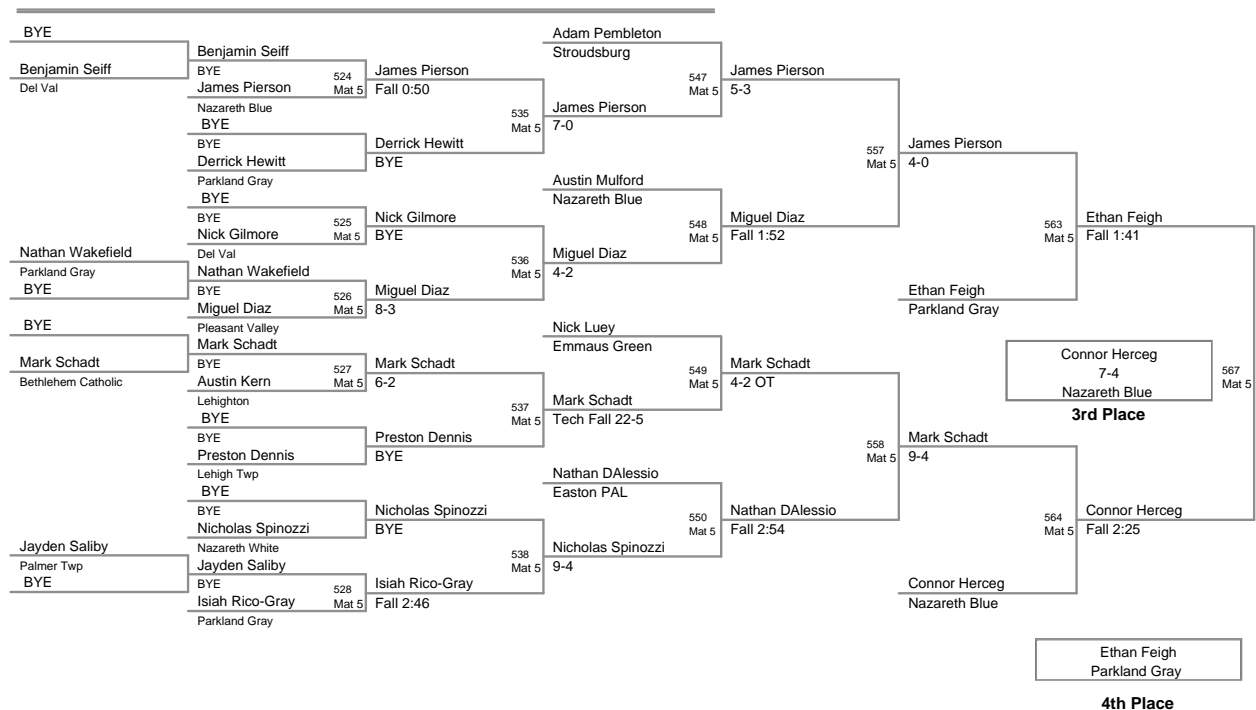 BYE
Benjamin Seiff
Del Val
Nathan Wakefield
Parkland Gray
BYE
BYE
Mark Schadt
Bethlehem Catholic
Jayden Saliby
Palmer Twp
BYE
Benjamin Seiff
BYE
524
James Pierson
Mat 5
Nazareth Blue
BYE
BYE
Derrick Hewitt
Parkland Gray
BYE
BYE
525
Nick Gilmore
Mat 5
Del Val
Nathan Wakefield
BYE
526
Miguel Diaz
Mat 5
Pleasant Valley
Mark Schadt
BYE
527
Austin Kern
Mat 5
Lehighton
BYE
BYE
Preston Dennis
Lehigh Twp
BYE
BYE
Nicholas Spinozzi
Nazareth White
Jayden Saliby
BYE
528
Isiah Rico-Gray
Mat 5
Parkland Gray
James Pierson
Fall 0:50
535
Mat 5
Derrick Hewitt
BYE
Nick Gilmore
BYE
536
Mat 5
Miguel Diaz
8-3
Mark Schadt
6-2
537
Mat 5
Preston Dennis
BYE
Nicholas Spinozzi
BYE
538
Mat 5
Isiah Rico-Gray
Fall 2:46
Adam Pembleton
Stroudsburg
547
Mat 5
James Pierson
7-0
Austin Mulford
Nazareth Blue
548
Mat 5
Miguel Diaz
4-2
Nick Luey
Emmaus Green
549
Mat 5
Mark Schadt
Tech Fall 22-5
Nathan DAlessio
Easton PAL
550
Mat 5
Nicholas Spinozzi
9-4
James Pierson
5-3
557
Mat 5
Miguel Diaz
Fall 1:52
Mark Schadt
4-2 OT
558
Mat 5
Nathan DAlessio
Fall 2:54
James Pierson
4-0
563
Mat 5
Ethan Feigh
Parkland Gray
Mark Schadt
9-4
564
Mat 5
Connor Herceg
Nazareth Blue
Ethan Feigh
Fall 1:41
Connor Herceg
7-4
Nazareth Blue
3rd Place
567
Mat 5
Connor Herceg
Fall 2:25
Ethan Feigh
Parkland Gray
4th Place